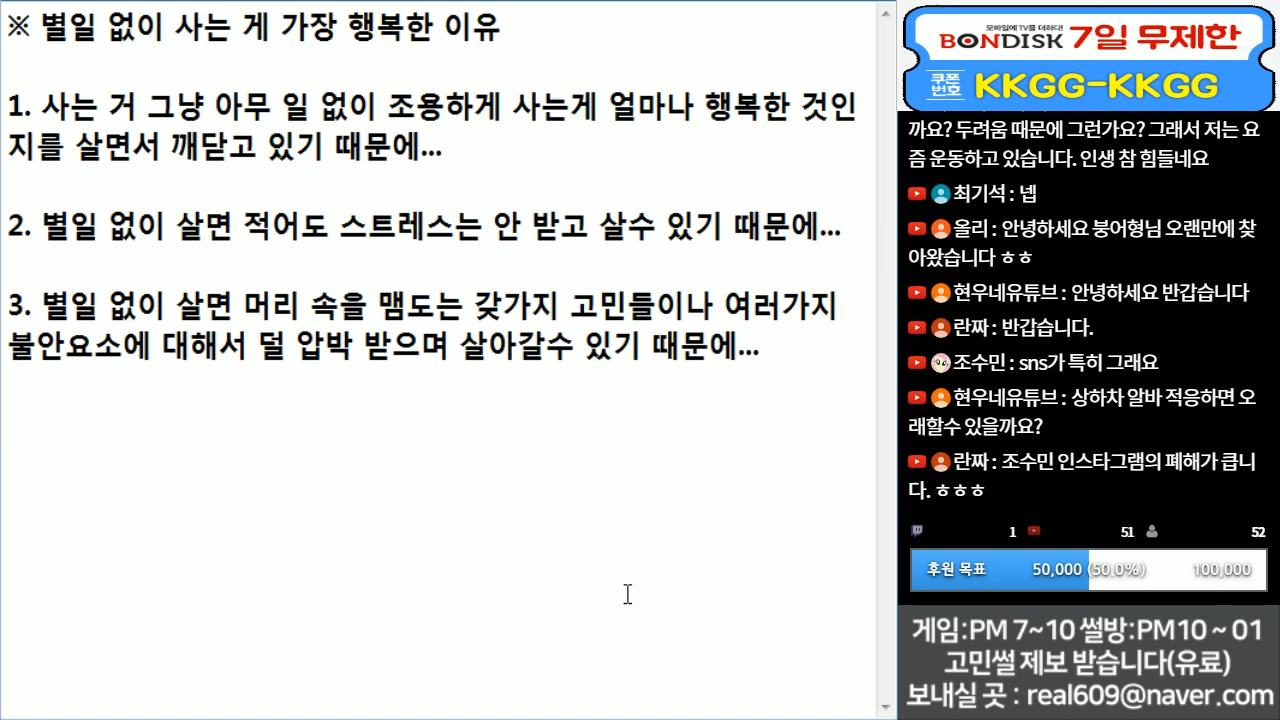 ※ 별일 없이 사는 게 가장 행복한 이유
1. 사는 거 그냥 아무 일 없이 조용하게 사는게 얼마나 행복한 것인
지를 살면서 깨닫고 있기 때문에...
2. 별일 없이 살면 적어도 스트레스는 안 받고 살수 있기 때문에...
3. 별일 없이 살면 머리 속을 맴도는 갖가지 고민들이나 여러가지
불안요소에 대해서 덜 압박 받으며 살아갈수 있기 때문에...
모바일에 TV를 더하다!
BONDISK 7일 무제한
쿠폰
번호 KKGG-KKGG
까요? 두려움 때문에 그런가요? 그래서 저는 요
즘 운동하고 있습니다. 인생 참 힘들네요
최기석 : 넵
올리 : 안녕하세요 붕어형님 오랜만에 찾
아왔습니다 ㅎㅎ
현우네유튜브 : 안녕하세요 반갑습니다
란짜 : 반갑습니다.
조수민 : sns가 특히 그래요
현우네유튜브 : 상하차 알바 적응하면 오
래할수 있을까요?
란짜 : 조수민 인스타그램의 폐해가 큽니
다. ㅎㅎㅎ
1 51 52
후원 목표 50,000 (50.0%) 100,000
게임:PM 7~10 썰방:PM10 ~ 01
고민썰 제보 받습니다(유료)
보내실 곳 : real609@naver.com